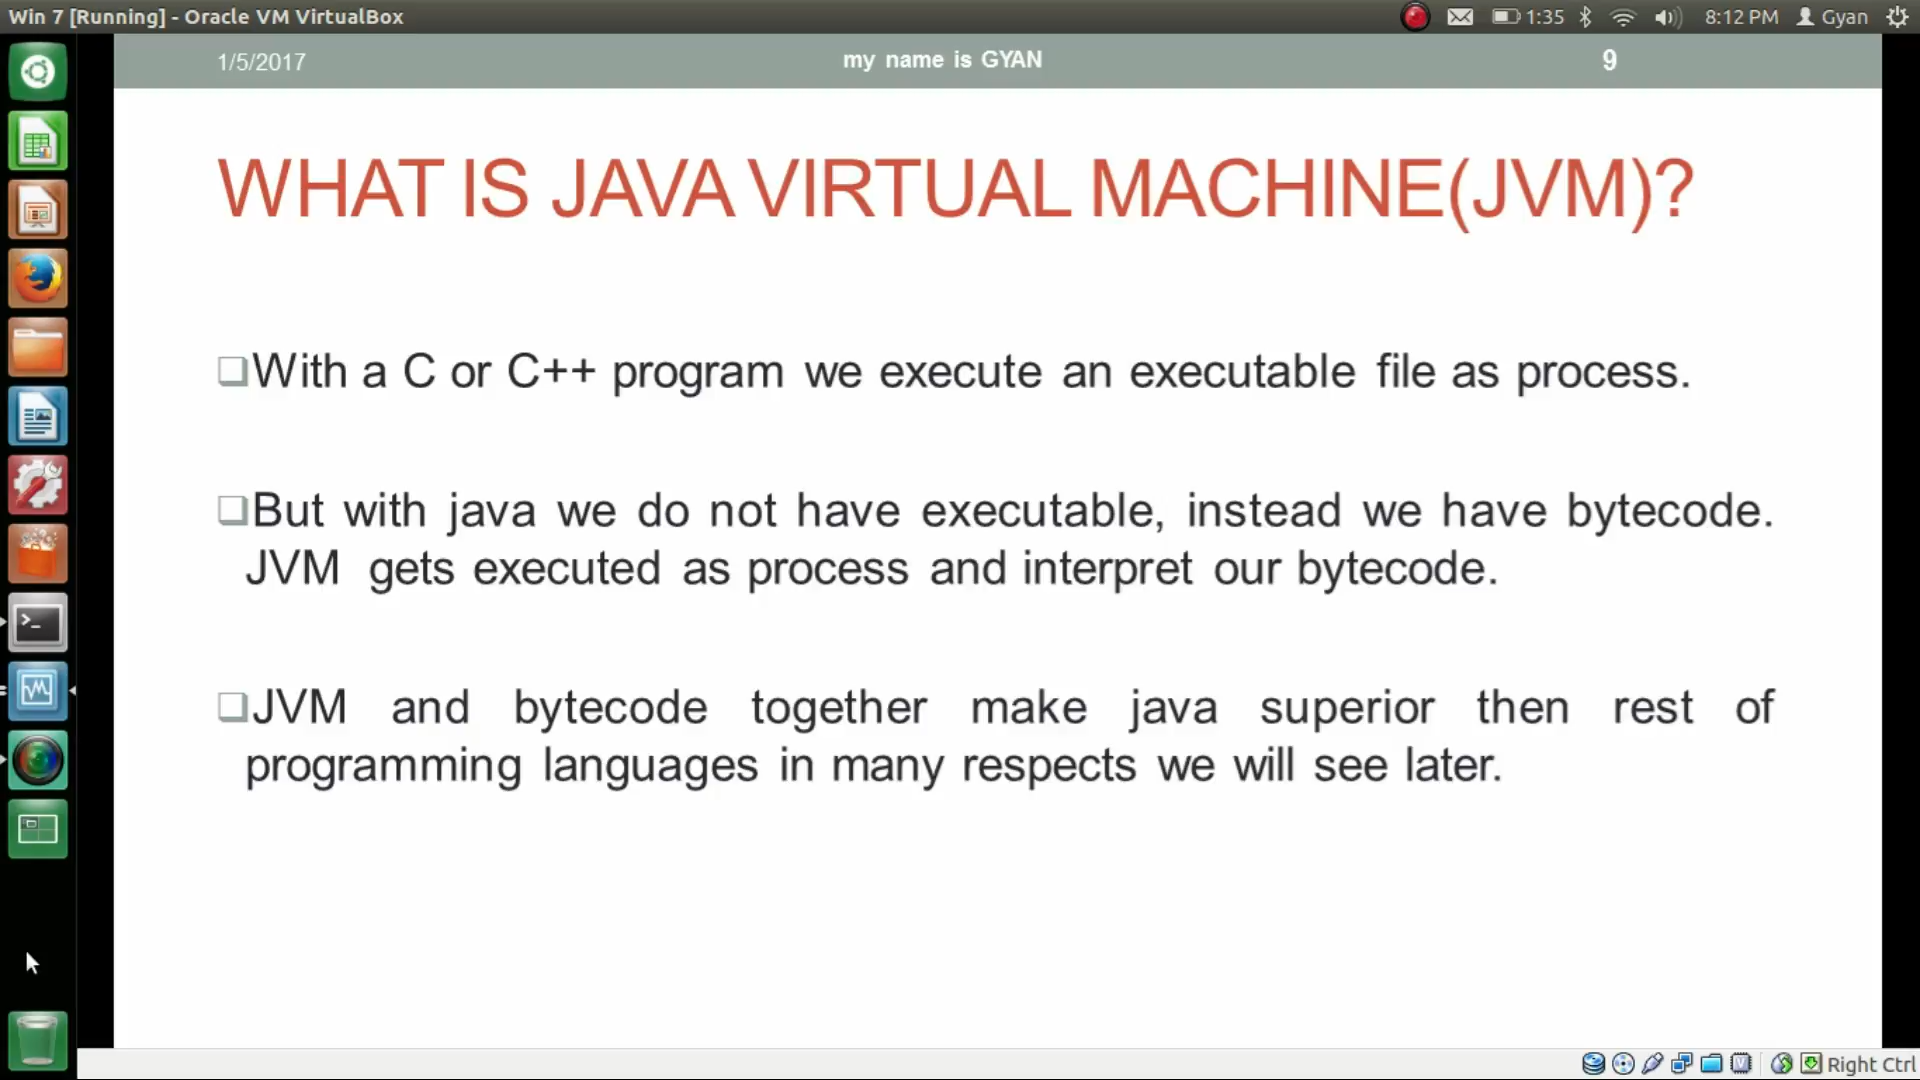 Win 7 [Running] - Oracle VM VirtualBox
1:35
8:12 PM
Gyan
1/5/2017
my name is GYAN
9
WHAT IS JAVA VIRTUAL MACHINE(JVM)?
With a C or C++ program we execute an executable file as process.
But with java we do not have executable, instead we have bytecode.
JVM gets executed as process and interpret our bytecode.
JVM and bytecode together make java superior then rest of
programming languages in many respects we will see later.
Right Ctrl